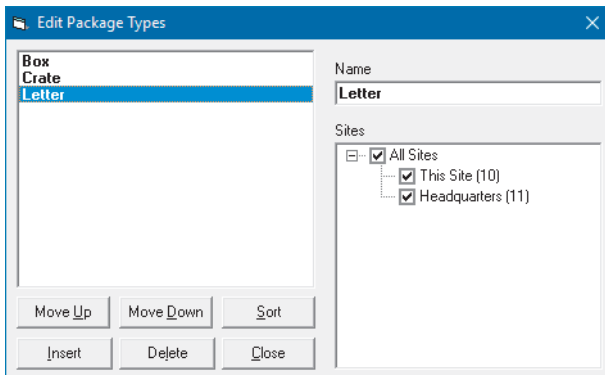 Edit Package Types
Box
Crate
Letter
Move Up
Move Down
Sort
Insert
Delete
Close
Name
Letter
Sites
All Sites
This Site (10)
Headquarters (11)